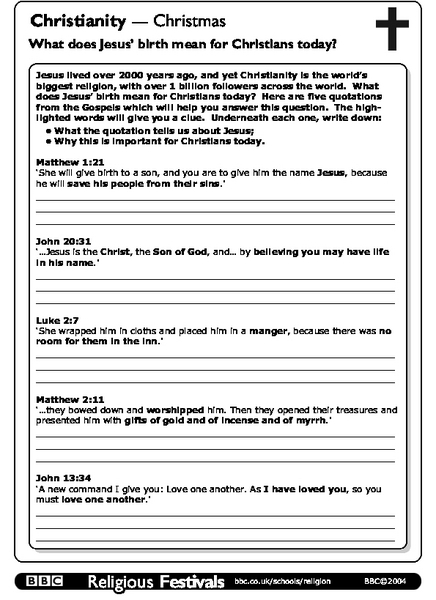 Christianity — Christmas
What does Jesus' birth mean for Christians today?
Jesus lived over 2000 years ago, and yet Christianity is the world's
biggest religion, with over 1 billion followers across the world. What
does Jesus' birth mean for Christians today? Here are five quotations
from the Gospels which will help you answer this question. The high-
lighted words will give you a clue. Underneath each one, write down:
• What the quotation tells us about Jesus;
• Why this is important for Christians today.
Matthew 1:21
'She will give birth to a son, and you are to give him the name Jesus, because
he will save his people from their sins.'
John 20:31
'...Jesus is the Christ, the Son of God, and... by believing you may have life
in his name.'
Luke 2:7
'She wrapped him in cloths and placed him in a manger, because there was no
room for them in the inn.'
Matthew 2:11
'...they bowed down and worshipped him. Then they opened their treasures and
presented him with gifts of gold and of incense and of myrrh.'
John 13:34
'A new command I give you: Love one another. As I have loved you, so you
must love one another.'
BBC Religious Festivals bbc.co.uk/schools/religion BBC©2004